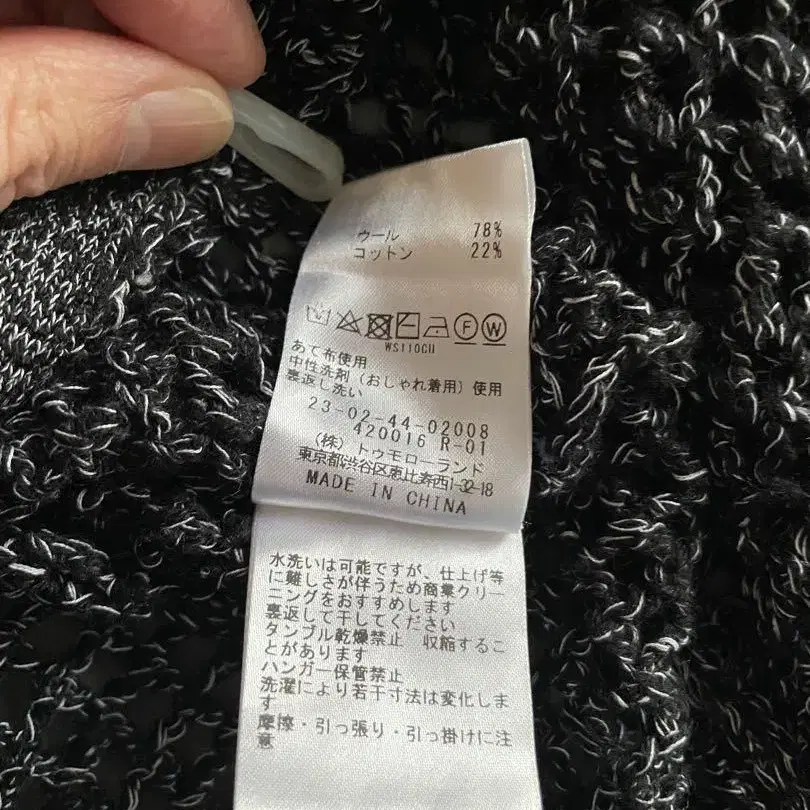 ウール 78%
コットン 22%
F W
WS110GU
あて布使用
中性洗剤（おしゃれ着用）使用
裏返し洗い
23-02-44-02008
420016 R-01
（株）トゥモローランド
東京都渋谷区恵比寿西1-32-18
MADE IN CHINA
水洗いは可能ですが、仕上げ等
に難しさが伴うため商業クリー
ニングをおすすめします
裏返して干してください
タンブル乾燥禁止 収縮するこ
とがあります
ハンガー保管禁止
洗濯により若干寸法は変化しま
す
摩擦・引っ張り・引っ掛けに注
意